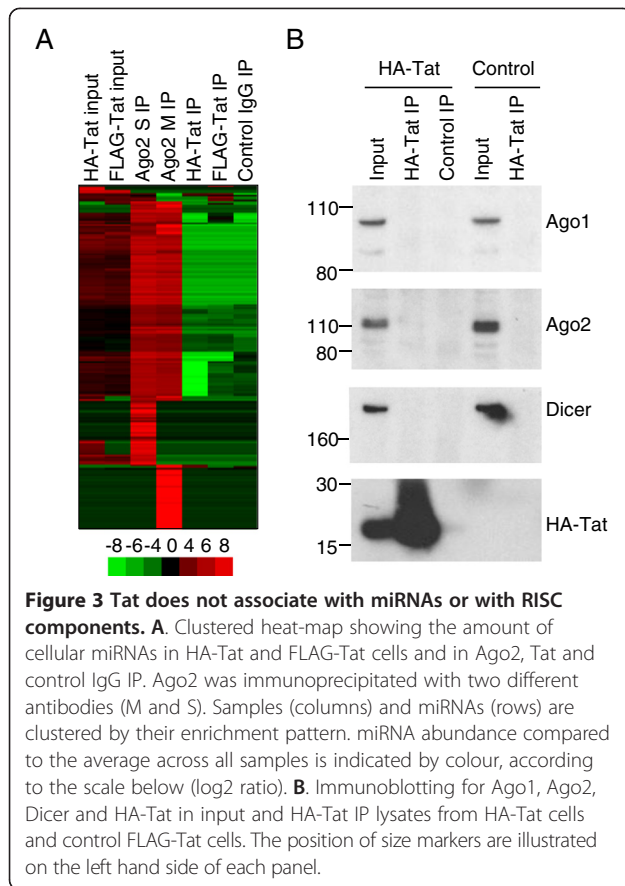 A
HA-Tat input
FLAG-Tat input
Ago2 S IP
Ago2 M IP
HA-Tat IP
FLAG-Tat IP
Control IgG IP
-8 -6 -4 0 4 6 8
B
HA-Tat Control
Input
HA-Tat IP
Control IP
Input
HA-Tat IP
110
80
Ago1
110
80
Ago2
160
Dicer
30
15
HA-Tat
Figure 3 Tat does not associate with miRNAs or with RISC
components. A. Clustered heat-map showing the amount of
cellular miRNAs in HA-Tat and FLAG-Tat cells and in Ago2, Tat and
control IgG IP. Ago2 was immunoprecipitated with two different
antibodies (M and S). Samples (columns) and miRNAs (rows) are
clustered by their enrichment pattern. miRNA abundance compared
to the average across all samples is indicated by colour, according
to the scale below (log2 ratio). B. Immunoblotting for Ago1, Ago2,
Dicer and HA-Tat in input and HA-Tat IP lysates from HA-Tat cells
and control FLAG-Tat cells. The position of size markers are illustrated
on the left hand side of each panel.